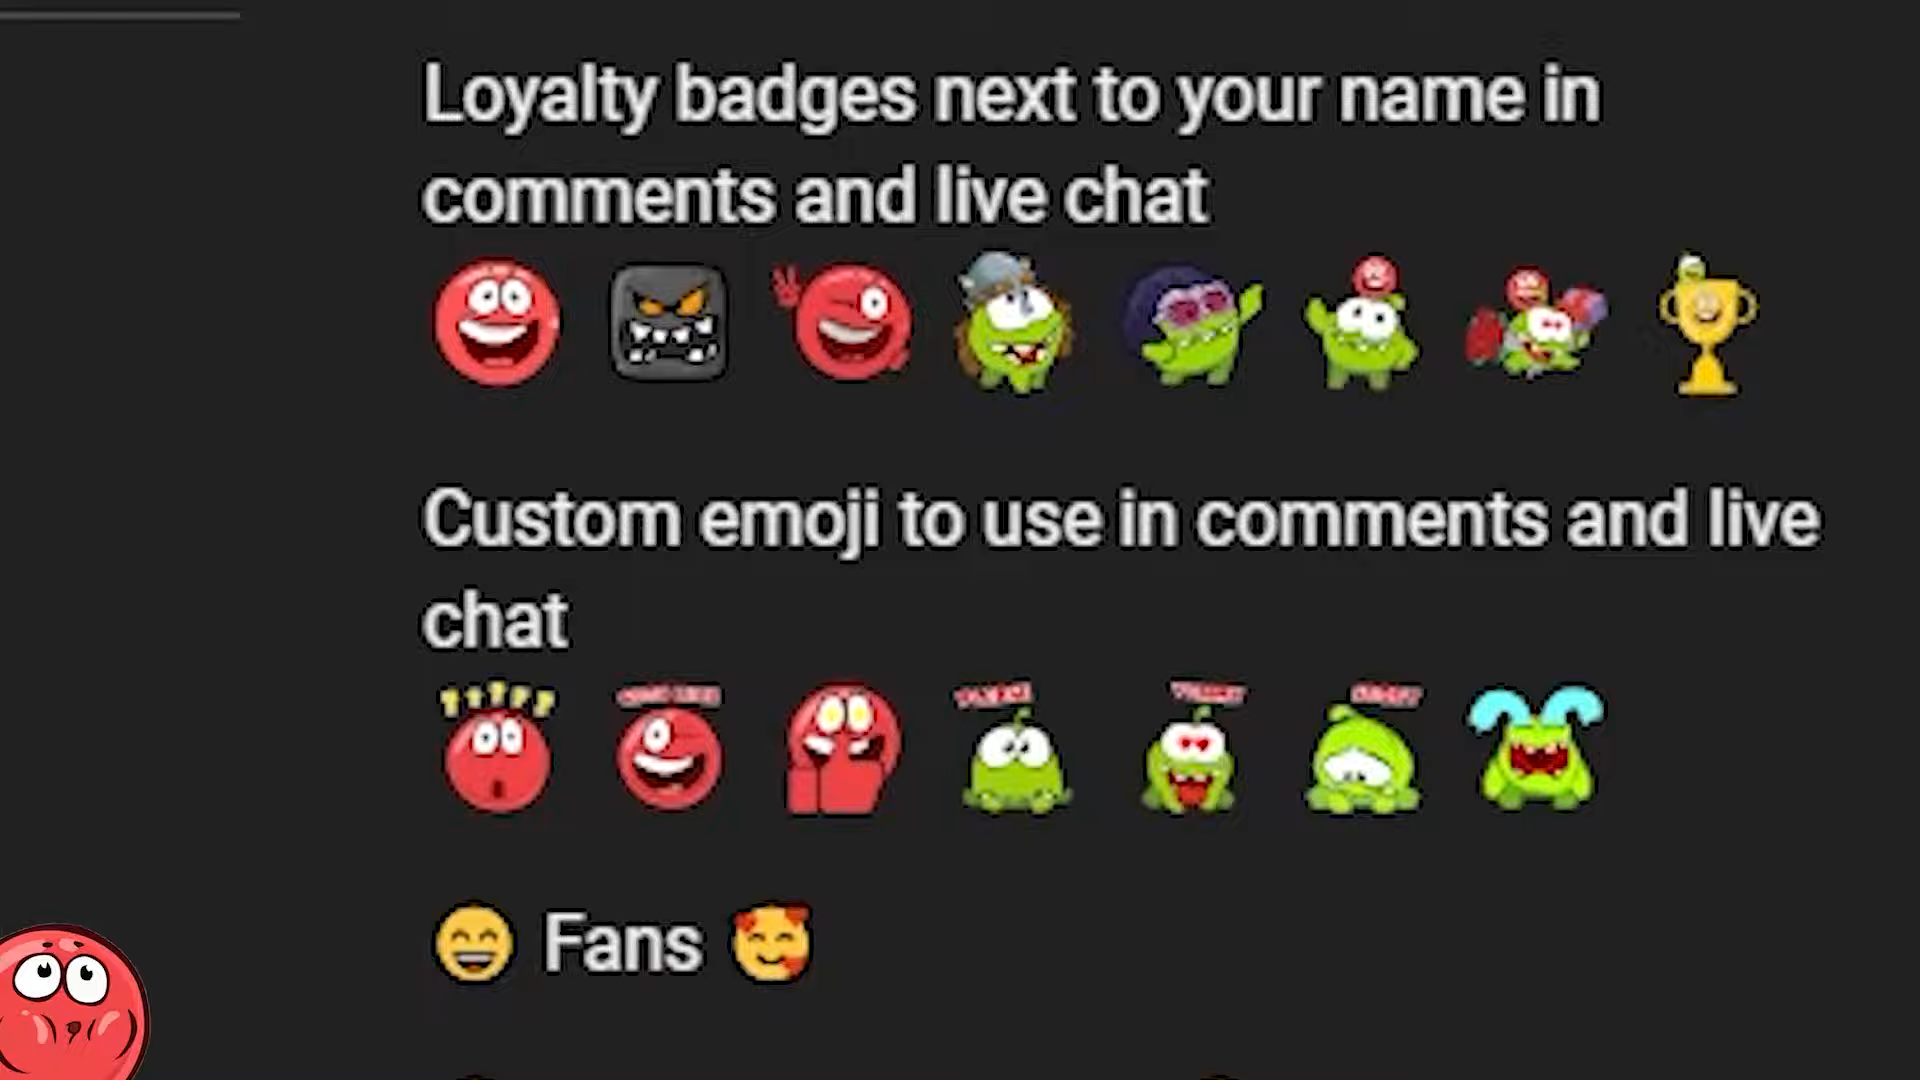 Loyalty badges next to your name in
comments and live chat
Custom emoji to use in comments and live
chat
Fans